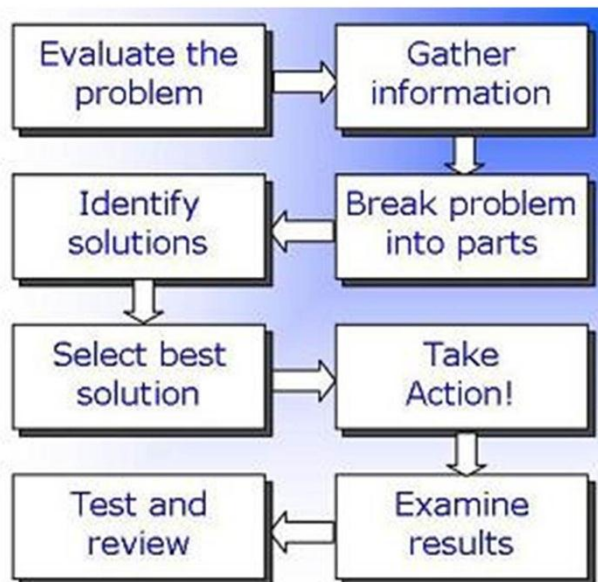 Evaluate the
problem
Gather
information
Break problem
into parts
Identify
solutions
Select best
solution
Take
Action!
Examine
results
Test and
review